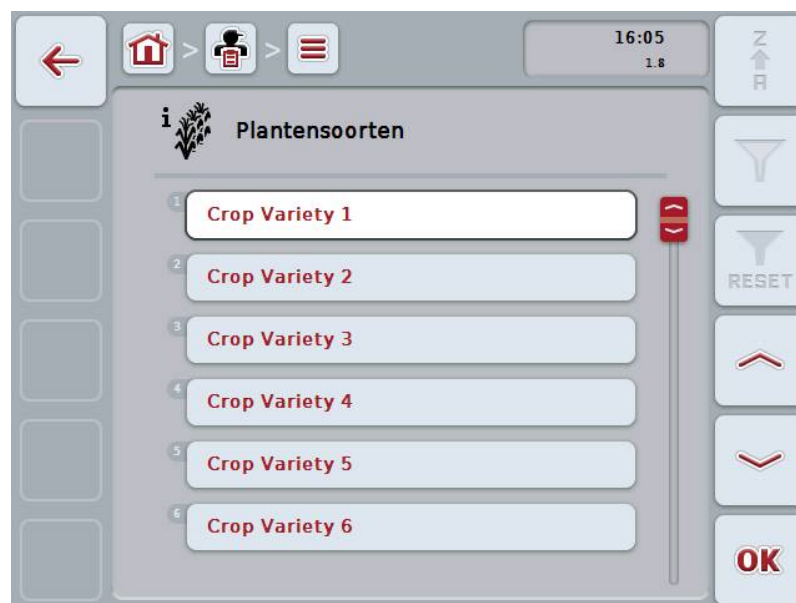 16:05
1.8
Z
A
i
Plantensoorten
1
Crop Variety 1
2
Crop Variety 2
RESET
3
Crop Variety 3
4
Crop Variety 4
5
Crop Variety 5
6
Crop Variety 6
OK